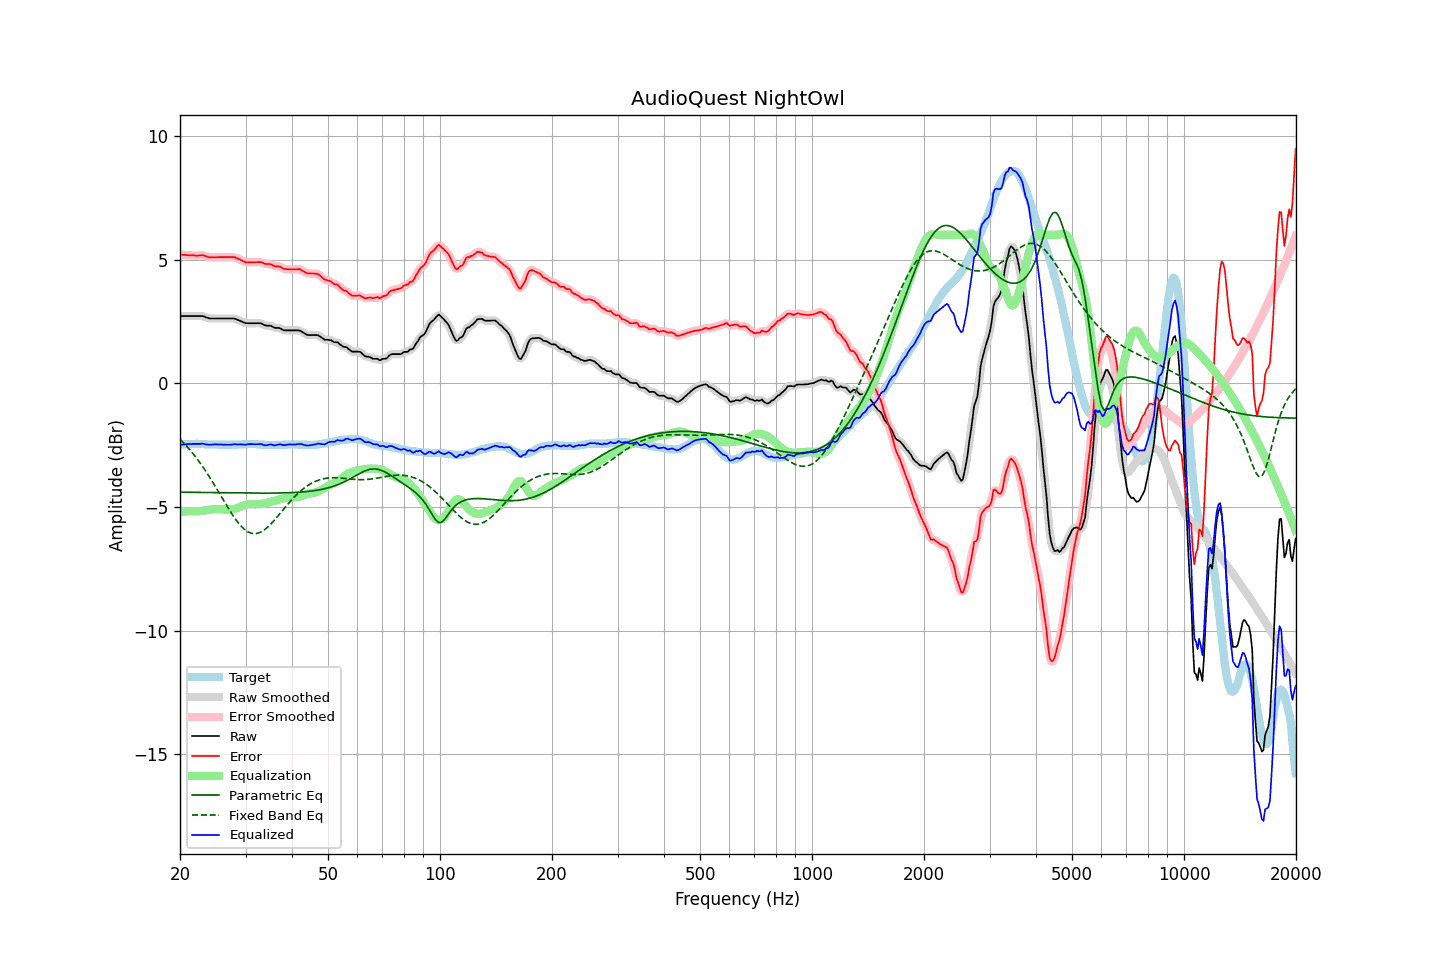 AudioQuest NightOwl
10
5
0
−5
−10
−15
Amplitude (dBr)
Target
Raw Smoothed
Error Smoothed
Raw
Error
Equalization
Parametric Eq
Fixed Band Eq
Equalized
20 50 100 200 500 1000 2000 5000 10000 20000
Frequency (Hz)